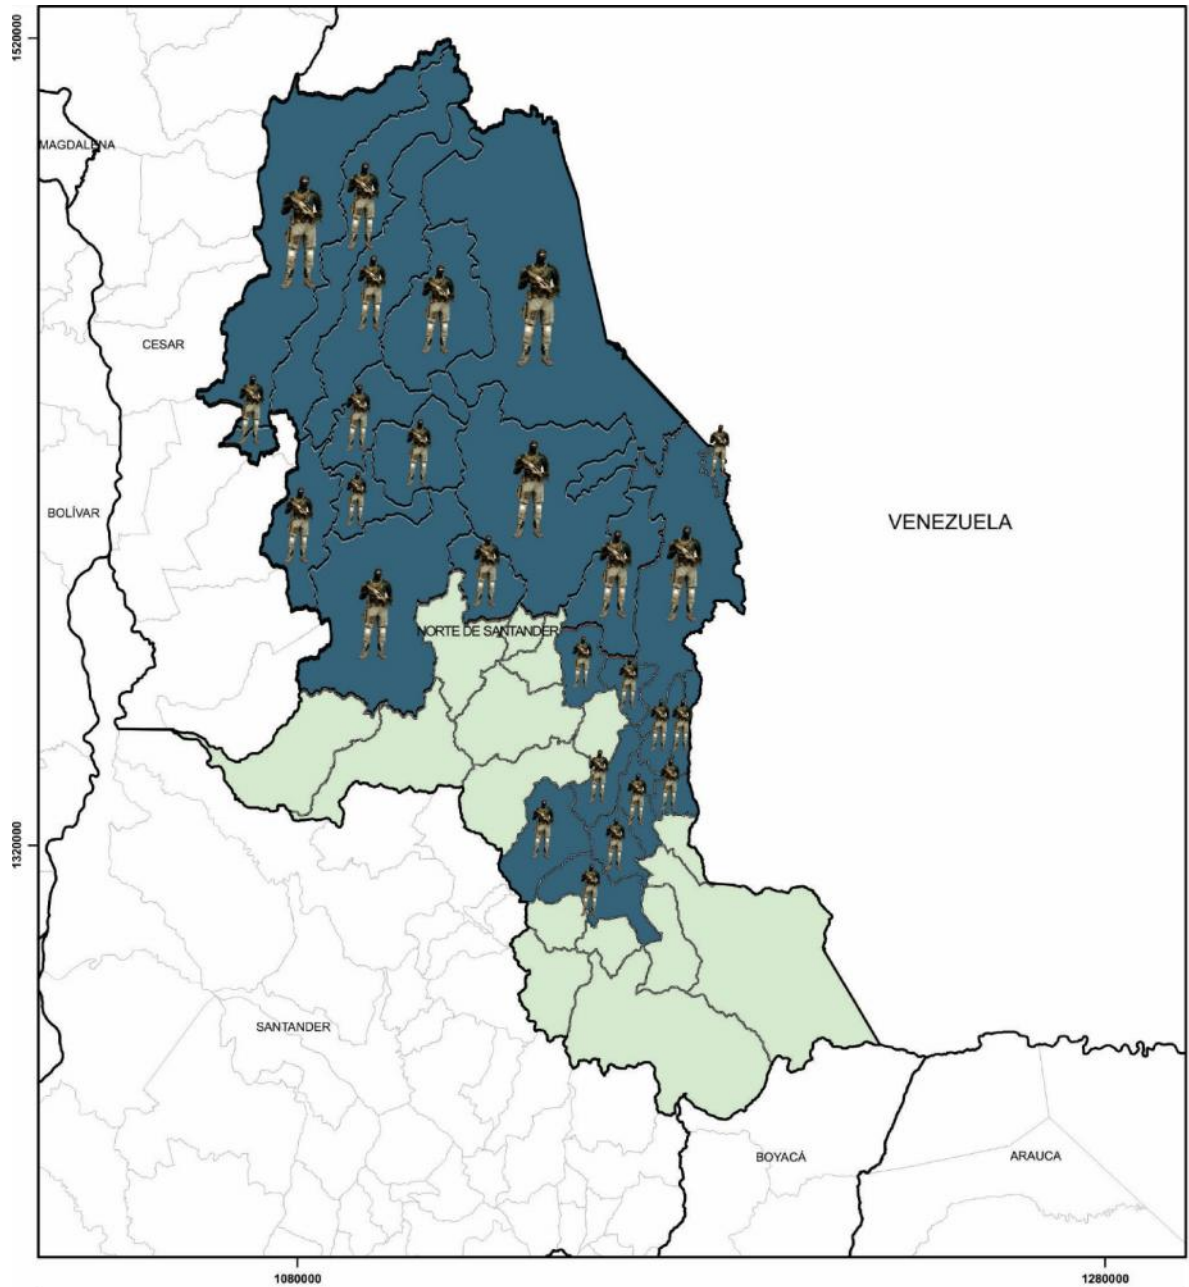 1520000
MAGDALENA
CESAR
BOLÍVAR
VENEZUELA
NORTE DE SANTANDER
1320000
SANTANDER
BOYACÁ
ARAUCA
1080000
1280000